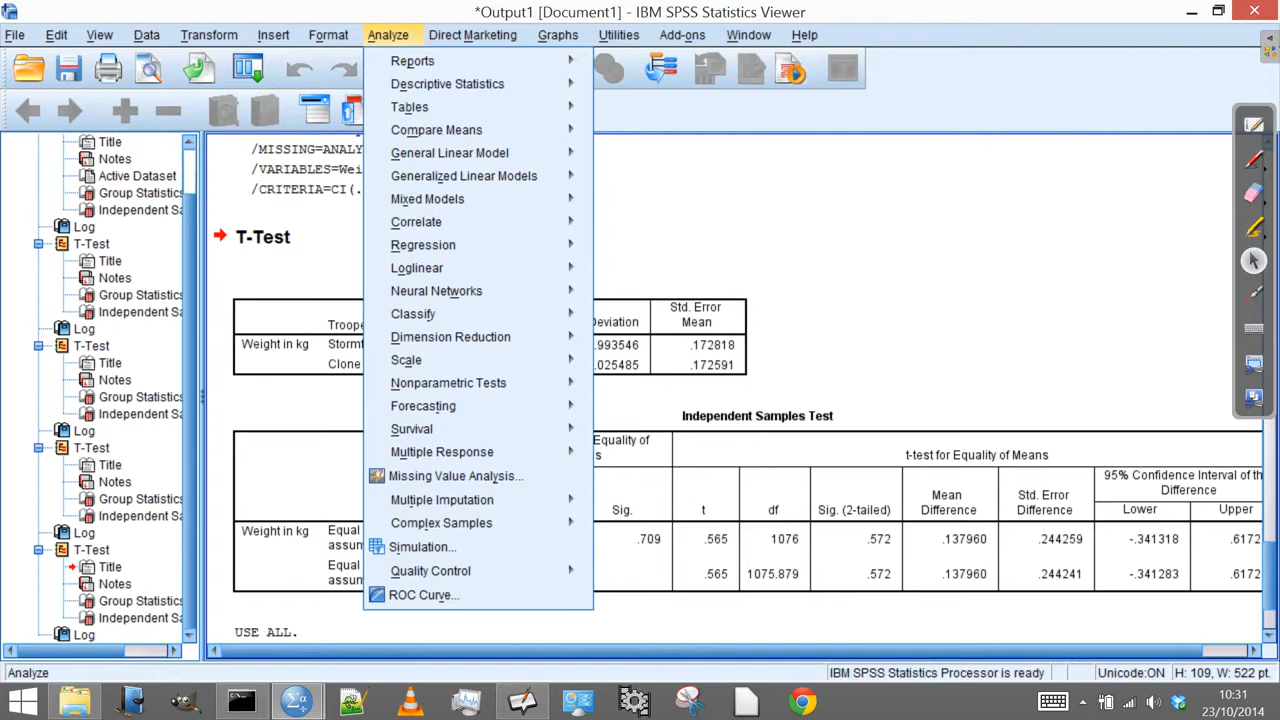 *Output1 [Document1] - IBM SPSS Statistics Viewer
File Edit View Data Transform Insert Format Analyze Direct Marketing Graphs Utilities Add-ons Window Help
Reports
Descriptive Statistics
Tables
Compare Means
General Linear Model
Generalized Linear Models
Mixed Models
Correlate
Regression
Loglinear
Neural Networks
Classify
Dimension Reduction
Scale
Nonparametric Tests
Forecasting
Survival
Multiple Response
Missing Value Analysis...
Multiple Imputation
Complex Samples
Simulation...
Quality Control
ROC Curve...
Title
Notes
Active Dataset
Group Statistics
Independent Sa
Log
T-Test
Title
Notes
Group Statistics
Independent Sa
Log
T-Test
Title
Notes
Group Statistics
Independent Sa
Log
T-Test
Title
Notes
Group Statistics
Independent Sa
Log
T-Test
Title
Notes
Group Statistics
Independent Sa
Log
/MISSING=ANALY
/VARIABLES=Wei
/CRITERIA=CI(.
T-Test
Troope Deviation Std. Error Mean
Weight in kg Stormt .993546 .172818
Clone .025485 .172591
Independent Samples Test
Equality of t-test for Equality of Means
95% Confidence Interval of th
Difference
Sig. t df Sig. (2-tailed) Mean Difference Std. Error Difference Lower Upper
Weight in kg Equal assum .709 .565 1076 .572 .137960 .244259 -.341318 .6172
Equal assum .565 1075.879 .572 .137960 .244241 -.341283 .6172
USE ALL.
Analyze IBM SPSS Statistics Processor is ready Unicode:ON H: 109, W: 522 pt.
10:31
23/10/2014